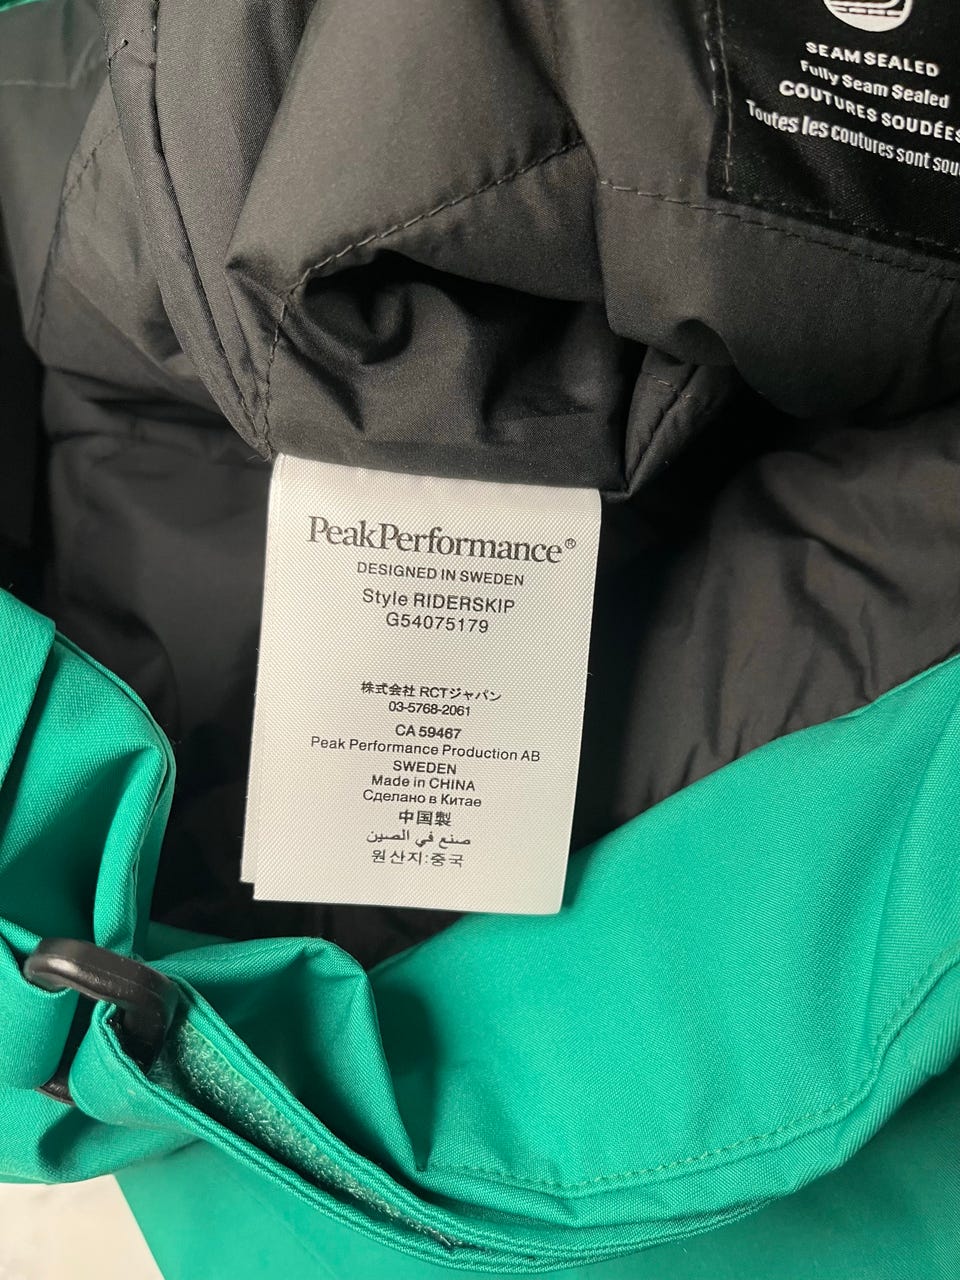 SEAM SEALED
Fully Seam Sealed
COUTURES SOUDÉES
Toutes les coutures sont
PeakPerformance®
DESIGNED IN SWEDEN
Style RIDERSKIP
G54075179
株式会社 RCTジャパン
03-5768-2061
CA 59467
Peak Performance Production AB
SWEDEN
Made in CHINA
Сделано в Китае
中国製
صنع في الصين
원산지:중국